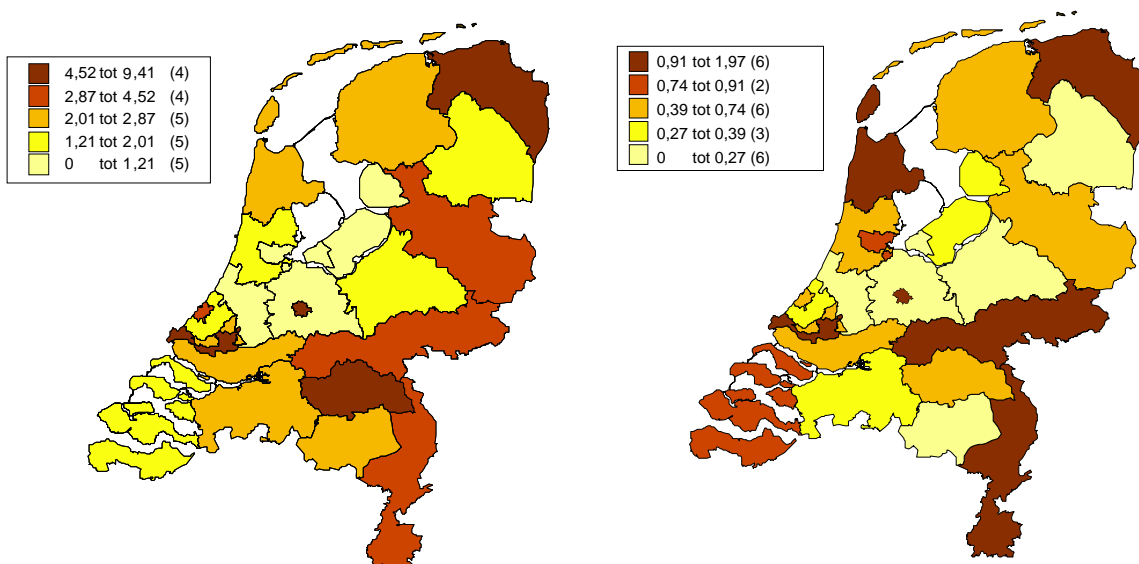 4,52 tot 9,41 (4)
2,87 tot 4,52 (4)
2,01 tot 2,87 (5)
1,21 tot 2,01 (5)
0 tot 1,21 (5)
0,91 tot 1,97 (6)
0,74 tot 0,91 (2)
0,39 tot 0,74 (6)
0,27 tot 0,39 (3)
0 tot 0,27 (6)